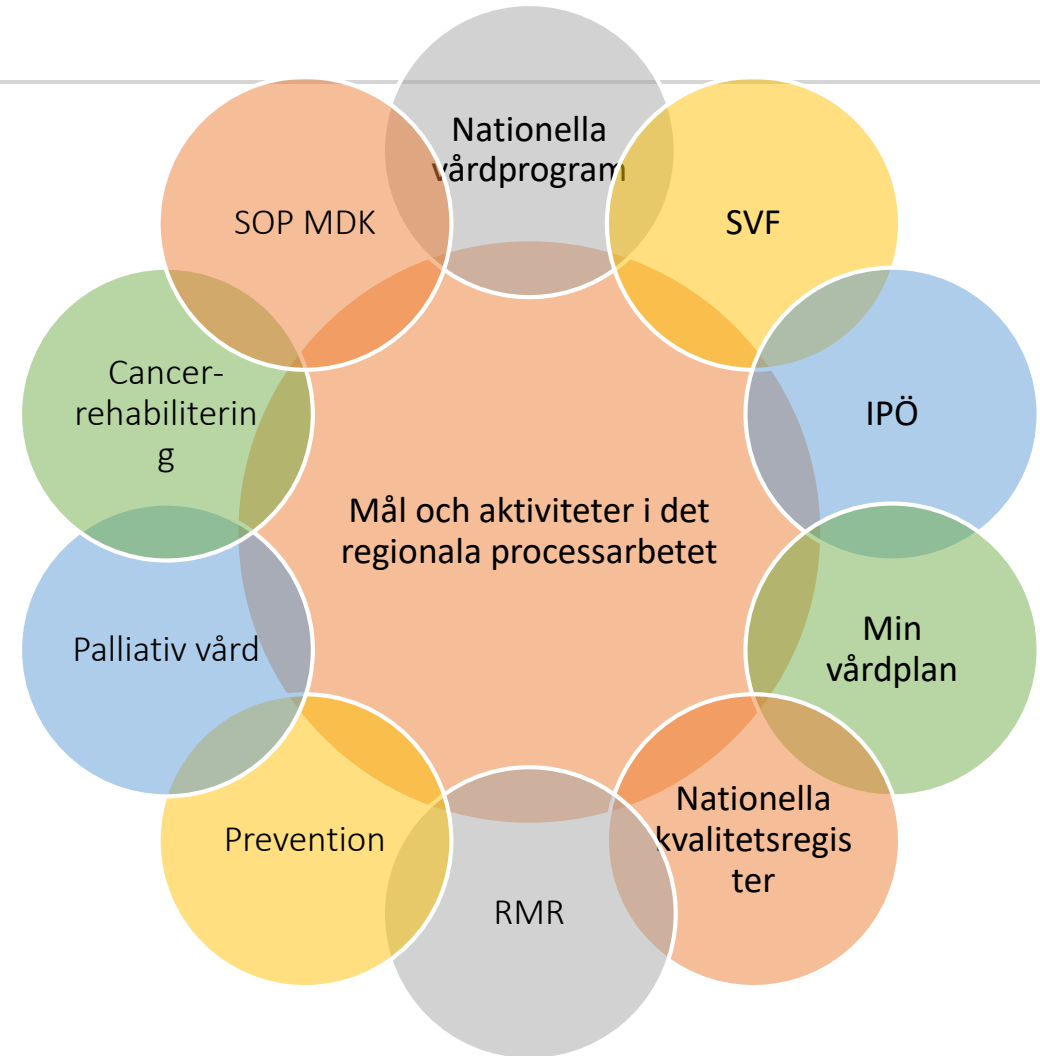 Nationella
vårdprogram
SVF
IPÖ
Min
vårdplan
Nationella
kvalitetsregis
ter
RMR
Prevention
Palliativ vård
Cancer-
rehabiliterin
g
SOP MDK
Mål och aktiviteter i det
regionala processarbetet